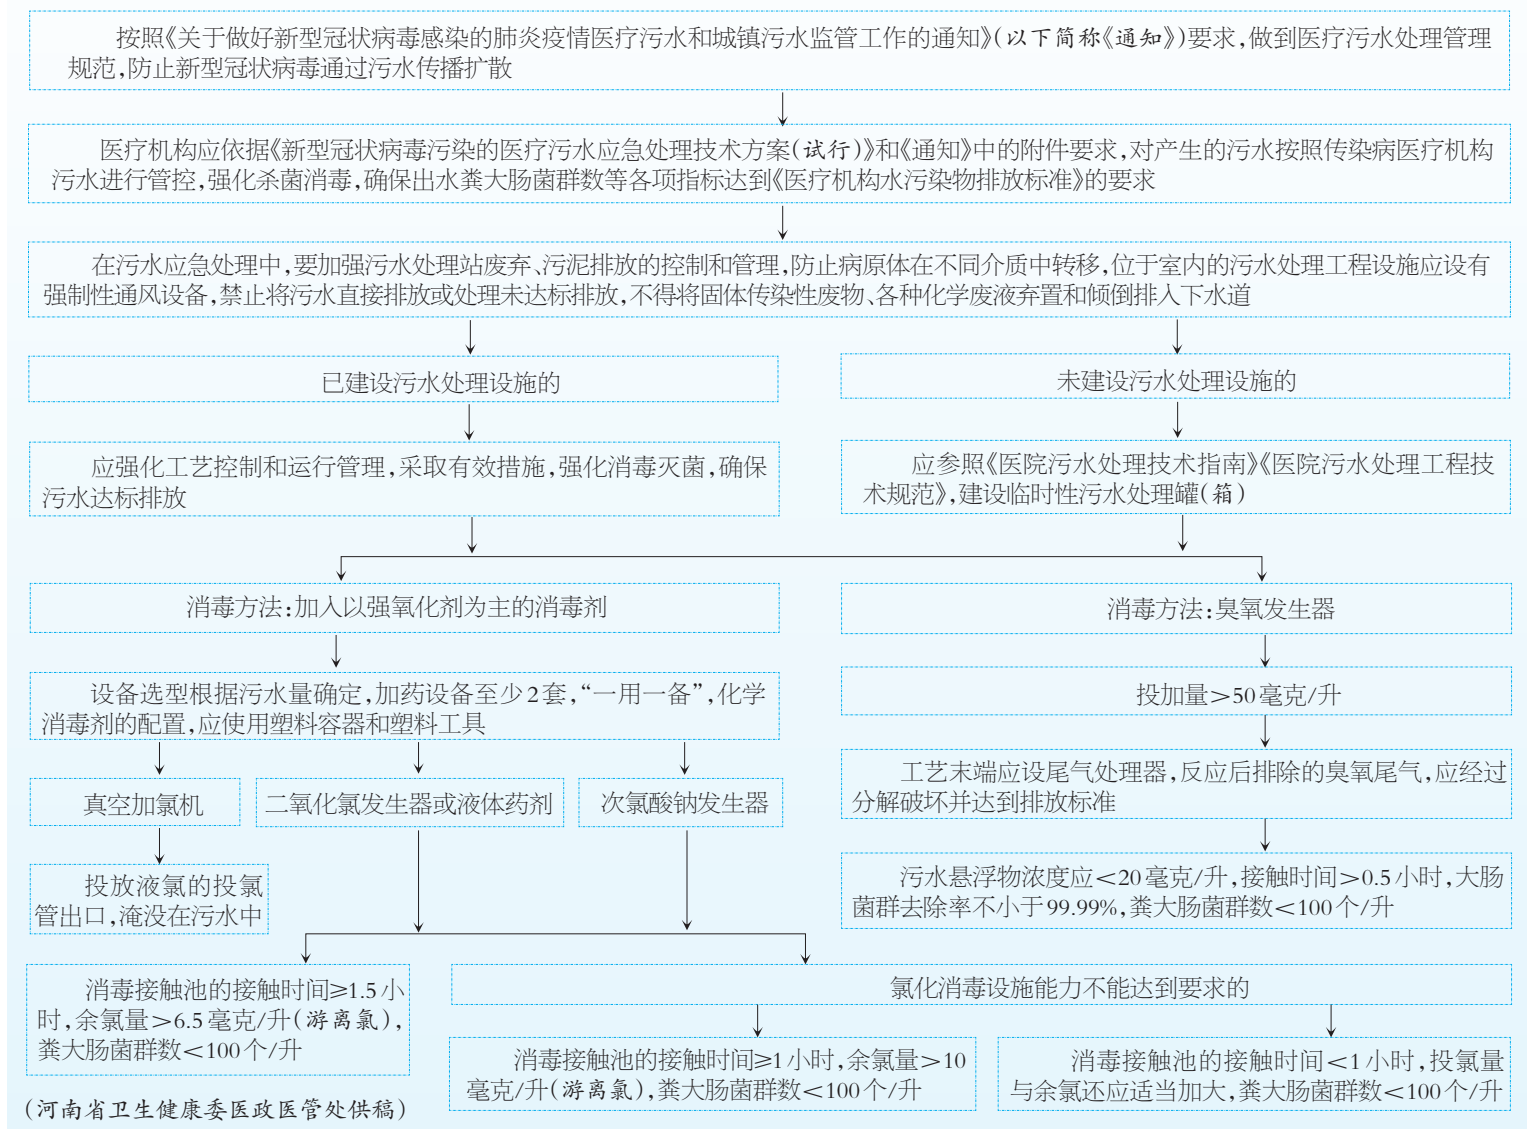 按照《关于做好新型冠状病毒感染的肺炎疫情医疗污水和城镇污水监管工作的通知》(以下简称《通知》)要求,做到医疗污水处理管理
规范,防止新型冠状病毒通过污水传播扩散
医疗机构应依据《新型冠状病毒污染的医疗污水应急处理技术方案(试行)》和《通知》中的附件要求,对产生的污水按照传染病医疗机构
污水进行管控,强化杀菌消毒,确保出水粪大肠菌群数等各项指标达到《医疗机构水污染物排放标准》的要求
在污水应急处理中,要加强污水处理站废弃、污泥排放的控制和管理,防止病原体在不同介质中转移,位于室内的污水处理工程设施应设有
强制性通风设备,禁止将污水直接排放或处理未达标排放,不得将固体传染性废物、各种化学废液弃置和倾倒排入下水道
已建设污水处理设施的
未建设污水处理设施的
应强化工艺控制和运行管理,采取有效措施,强化消毒灭菌,确保
污水达标排放
应参照《医院污水处理技术指南》《医院污水处理工程技
术规范》,建设临时性污水处理罐(箱)
消毒方法:加入以强氧化剂为主的消毒剂
消毒方法:臭氧发生器
设备选型根据污水量确定,加药设备至少2套,“一用一备”,化学
消毒剂的配置,应使用塑料容器和塑料工具
投加量>50毫克/升
真空加氯机
二氧化氯发生器或液体药剂
次氯酸钠发生器
工艺末端应设尾气处理器,反应后排除的臭氧尾气,应经过
分解破坏并达到排放标准
投放液氯的投氯
管出口,淹没在污水中
污水悬浮物浓度应<20毫克/升,接触时间>0.5小时,大肠
菌群去除率不小于99.99%,粪大肠菌群数<100个/升
消毒接触池的接触时间≥1.5小
时,余氯量>6.5毫克/升(游离氯),
粪大肠菌群数<100个/升
氯化消毒设施能力不能达到要求的
消毒接触池的接触时间≥1小时,余氯量>10
毫克/升(游离氯),粪大肠菌群数<100个/升
消毒接触池的接触时间<1小时,投氯量
与余氯还应适当加大,粪大肠菌群数<100个/升
(河南省卫生健康委医政医管处供稿)